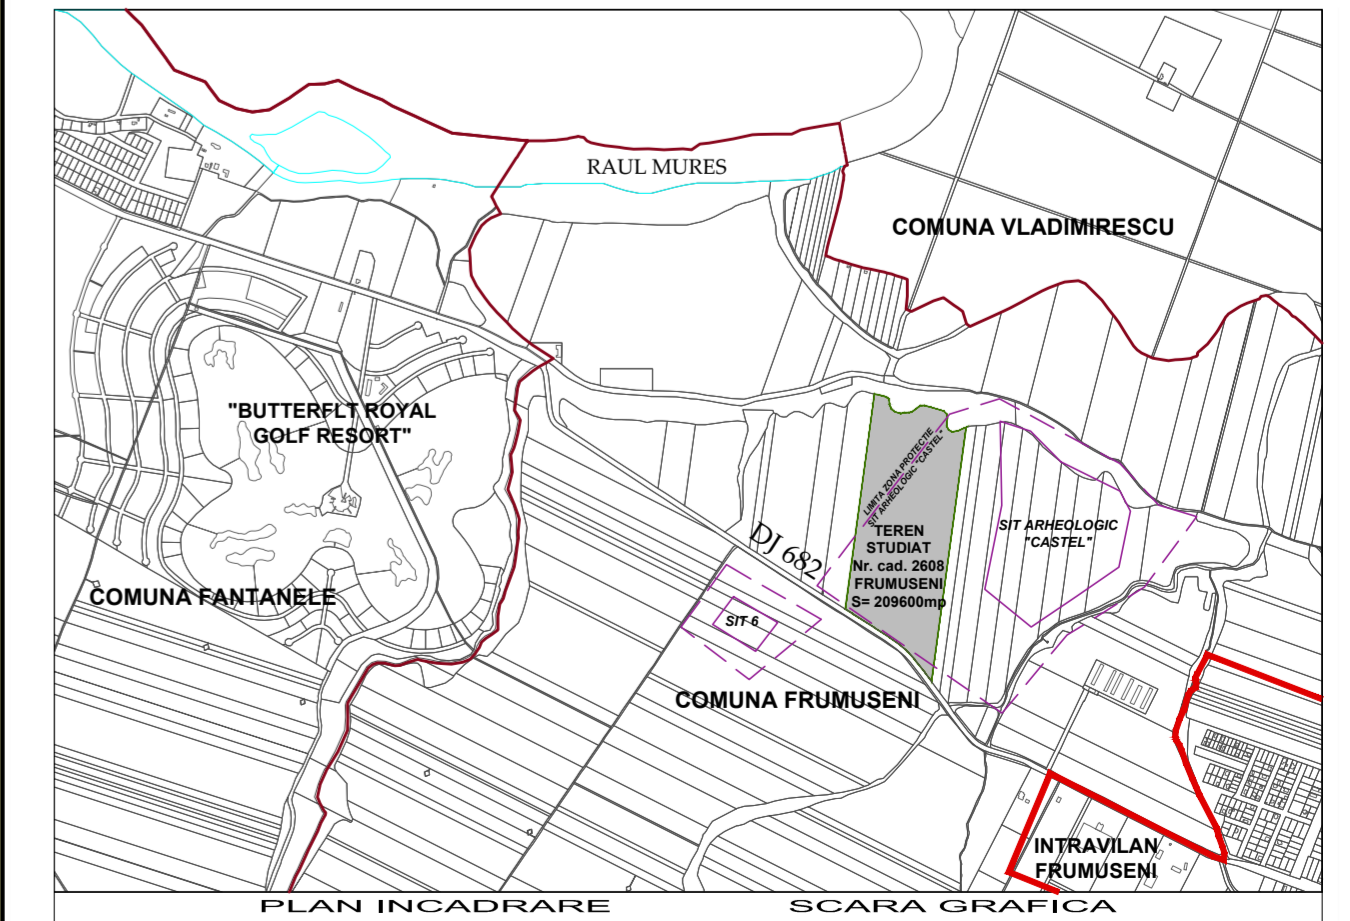 RAUL MURES
COMUNA VLADIMIRESCU
"BUTTERFLT ROYAL
GOLF RESORT"
LIMITA ZONA PROTECTIE
SIT ARHEOLOGIC "CASTEL"
TEREN
STUDIAT
Nr. cad. 2608
FRUMUSENI
S= 209600mp
SIT ARHEOLOGIC
"CASTEL"
DJ 682
COMUNA FANTANELE
SIT 6
COMUNA FRUMUSENI
INTRAVILAN
FRUMUSENI
PLAN INCADRARE
SCARA GRAFICA